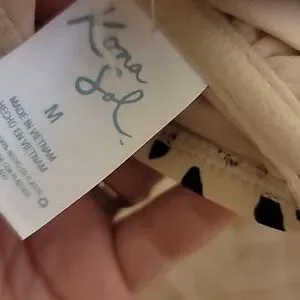 Kona
Sol
M
MADE IN VIETNAM
HECHO EN VIETNAM